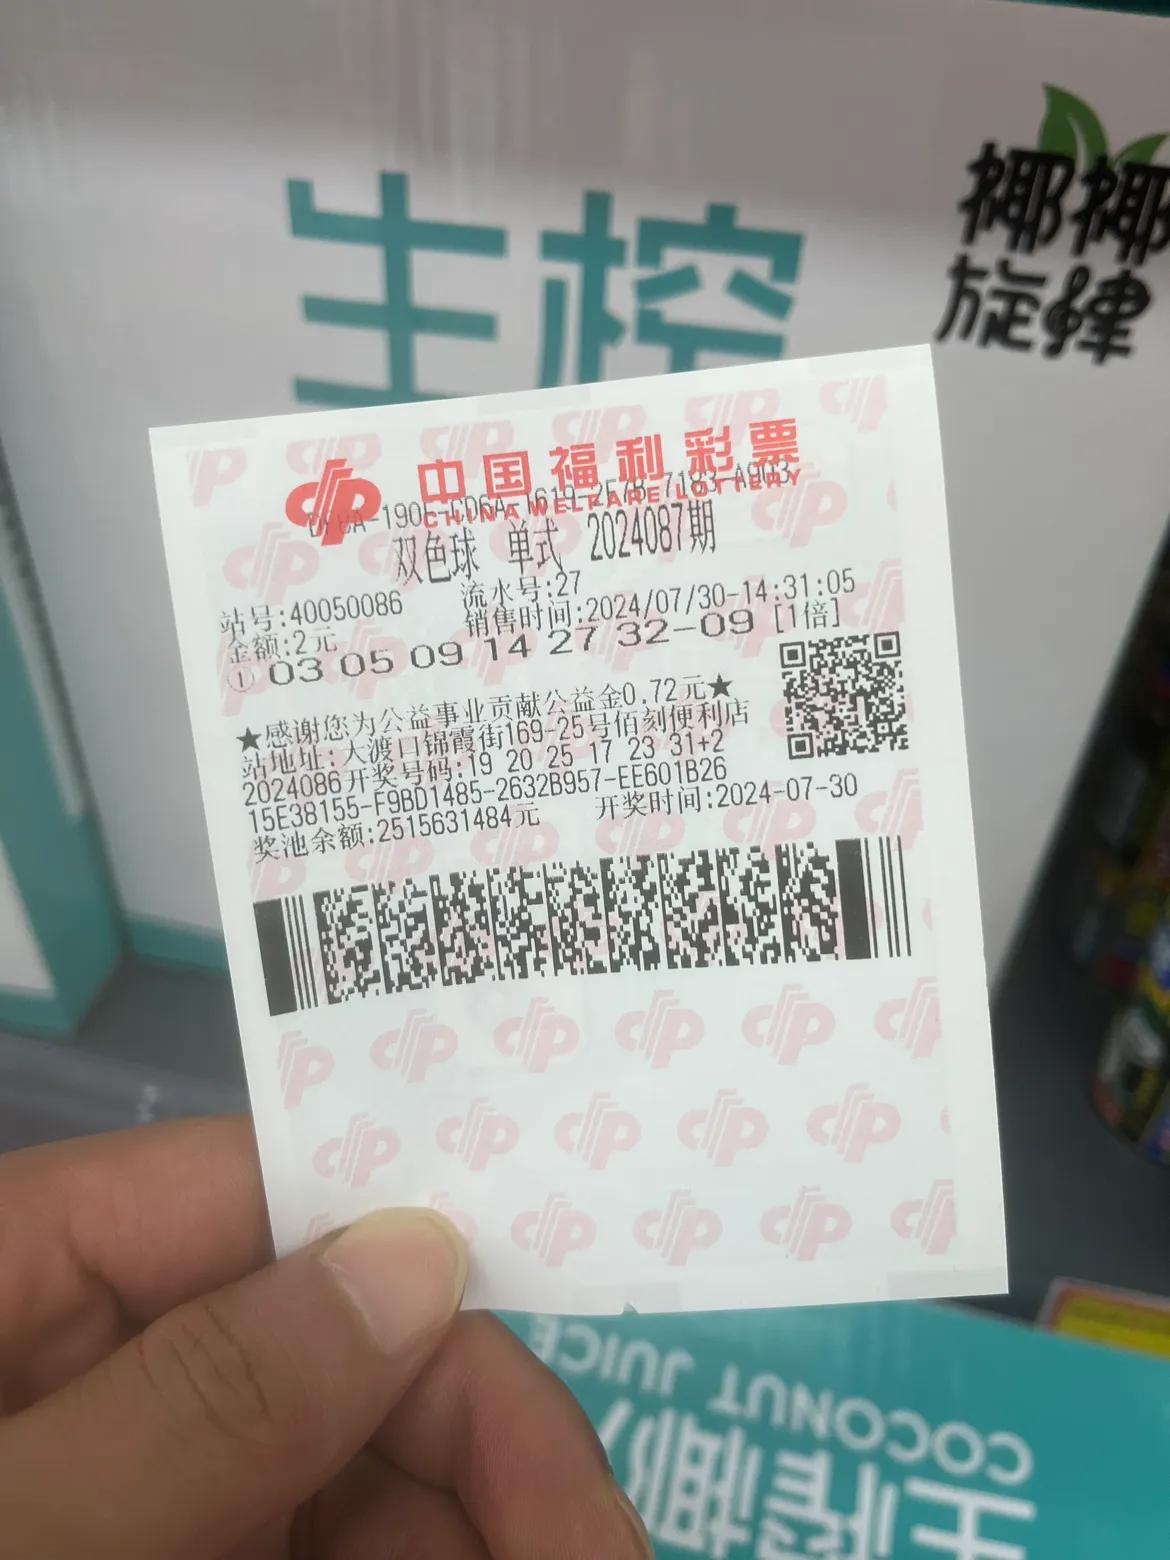 椰椰
旋律
生榨
中国福利彩票
CHINA WELFARE LOTTERY
双色球 单式 2024087期
站号:40050086 流水号:27
金额:2元 销售时间:2024/07/30-14:31:05
① 03 05 09 14 27 32-09 [1倍]
★感谢您为公益事业贡献公益金0.72元★
站地址:大渡口锦霞街169-25号佰刻便利店
2024086开奖号码:19 20 25 17 23 31+2
15E38155-F9BD1485-2632B957-EE601B26
奖池余额:2515631484元 开奖时间:2024-07-30
COCONUT JUICE